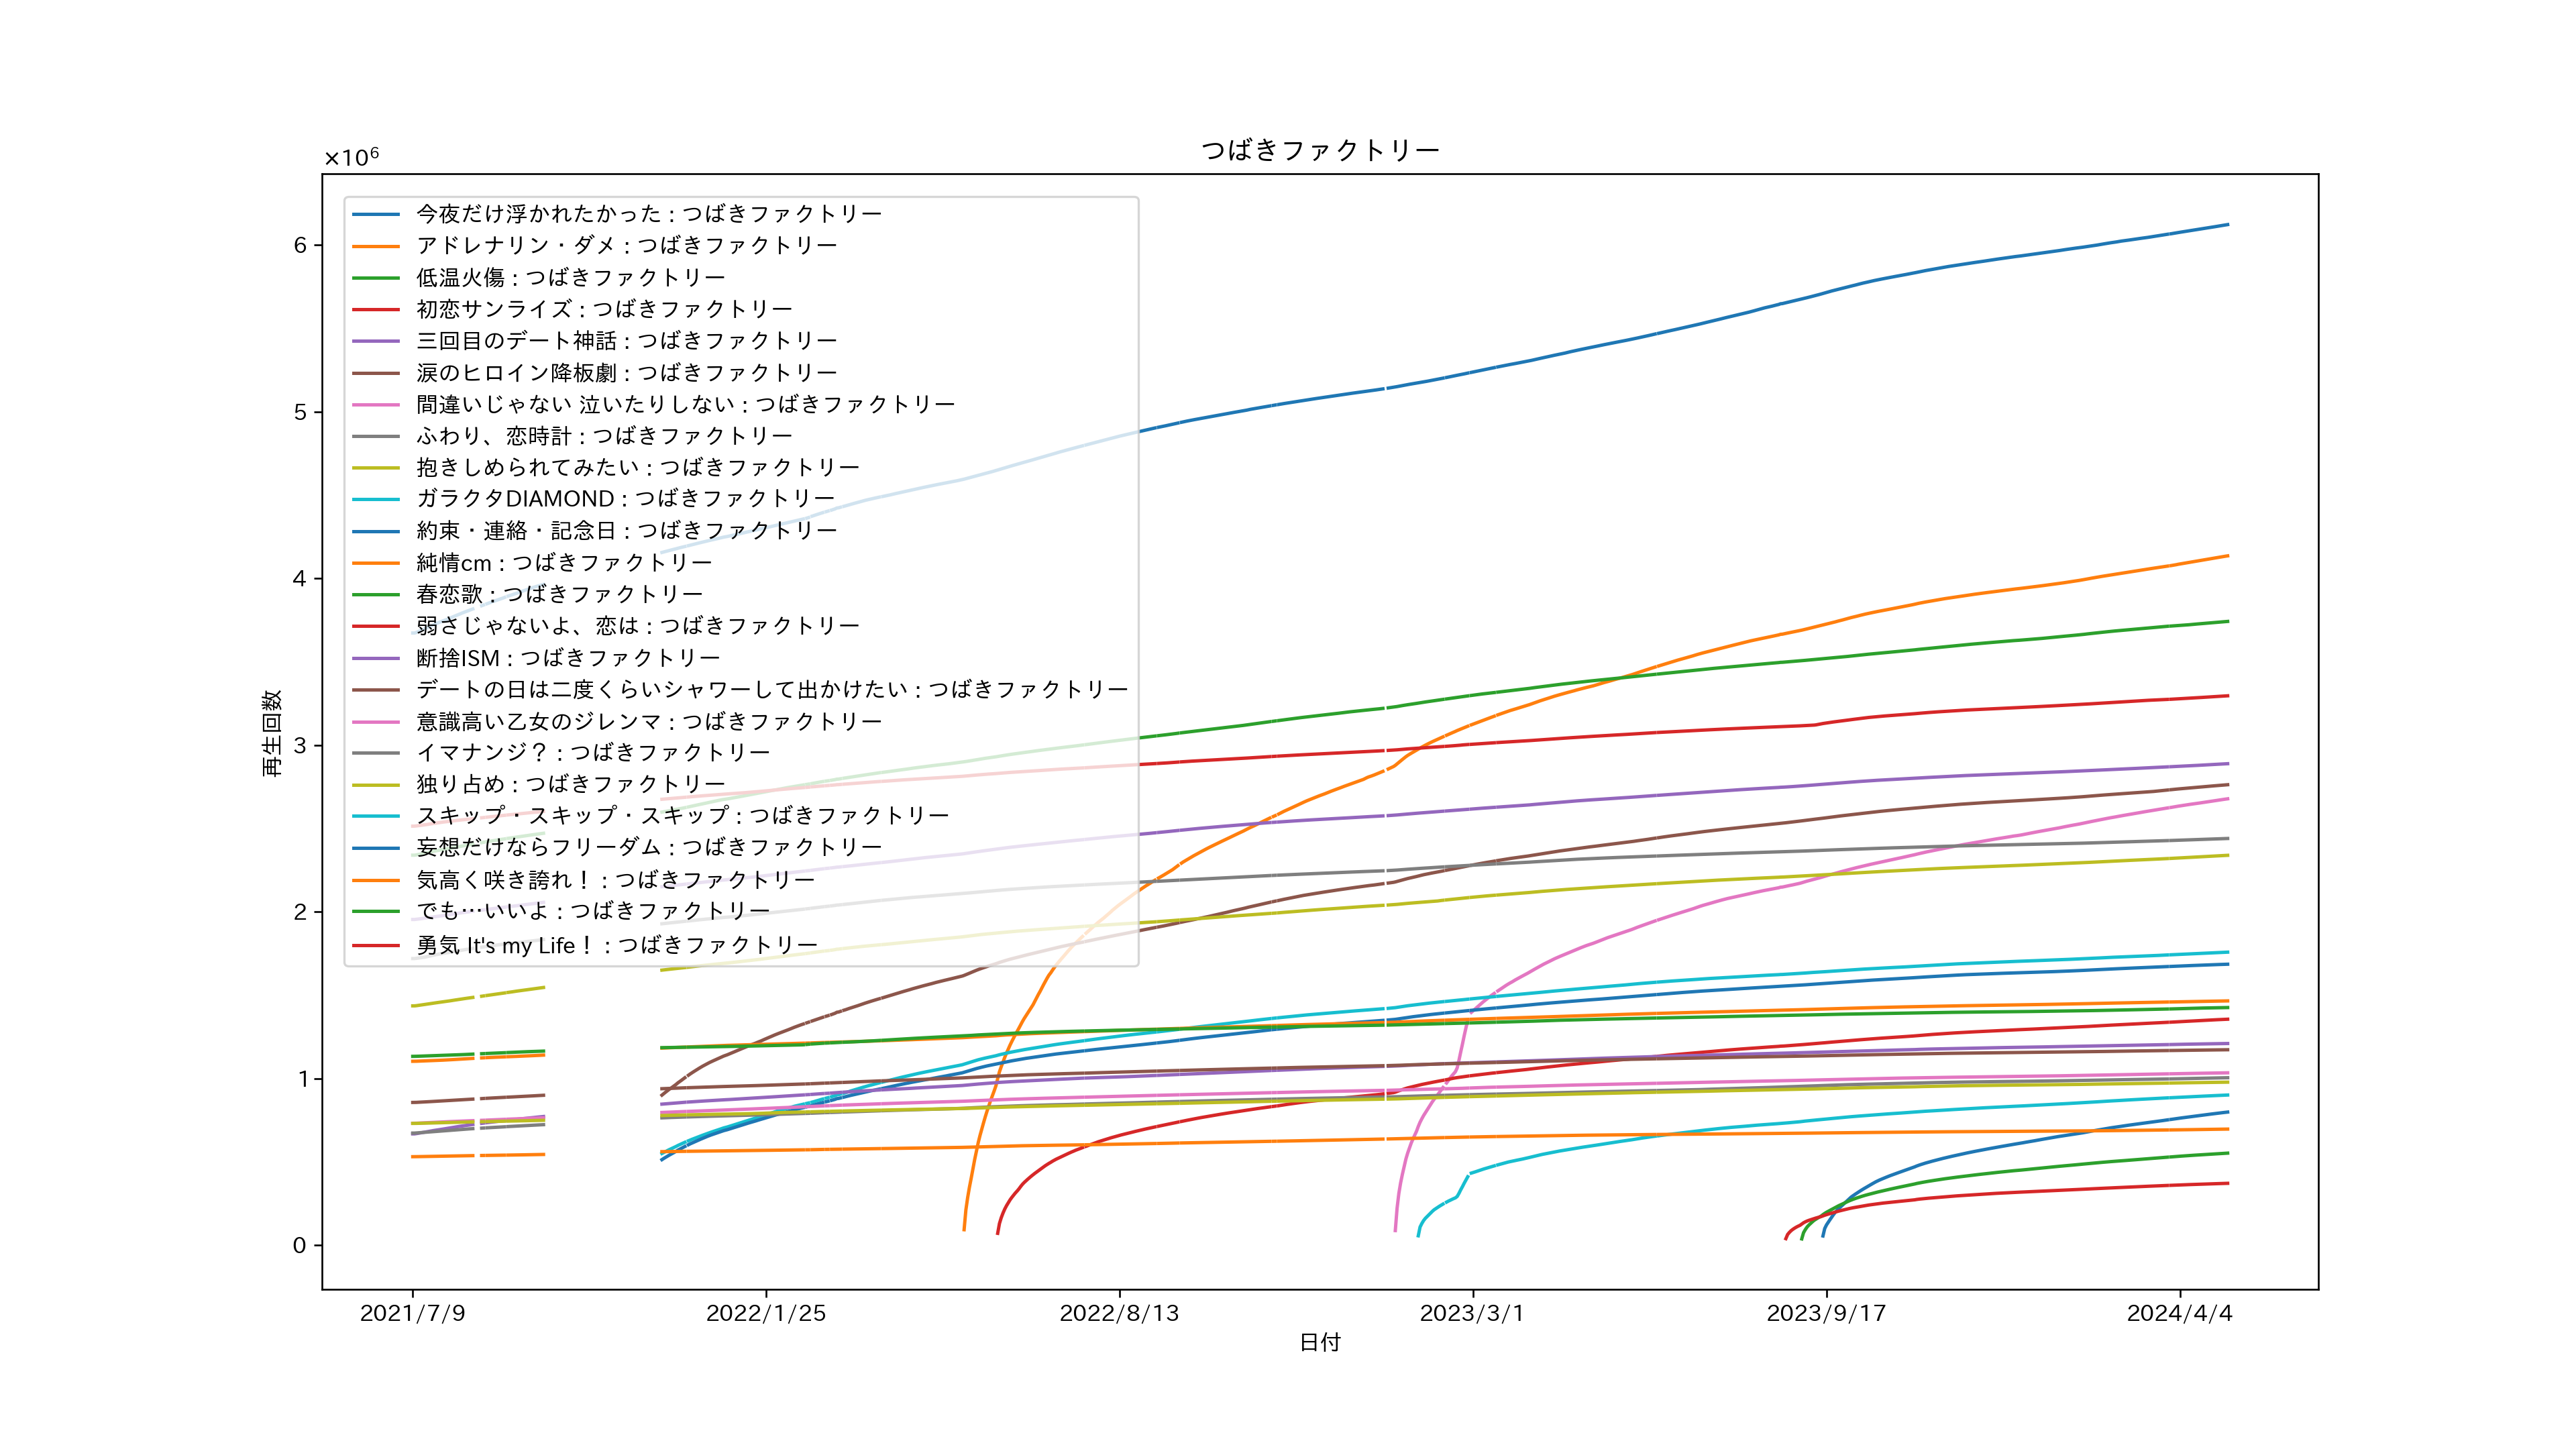 つばきファクトリー
×10⁶
今夜だけ浮かれたかった : つばきファクトリー
アドレナリン・ダメ : つばきファクトリー
低温火傷 : つばきファクトリー
初恋サンライズ : つばきファクトリー
三回目のデート神話 : つばきファクトリー
涙のヒロイン降板劇 : つばきファクトリー
間違いじゃない 泣いたりしない : つばきファクトリー
ふわり、恋時計 : つばきファクトリー
抱きしめられてみたい : つばきファクトリー
ガラクタDIAMOND : つばきファクトリー
約束・連絡・記念日 : つばきファクトリー
純情cm : つばきファクトリー
春恋歌 : つばきファクトリー
弱さじゃないよ、恋は : つばきファクトリー
断捨ISM : つばきファクトリー
デートの日は二度くらいシャワーして出かけたい : つばきファクトリー
意識高い乙女のジレンマ : つばきファクトリー
イマナンジ？ : つばきファクトリー
独り占め : つばきファクトリー
スキップ・スキップ・スキップ : つばきファクトリー
妄想だけならフリーダム : つばきファクトリー
気高く咲き誇れ！ : つばきファクトリー
でも…いいよ : つばきファクトリー
勇気 It's my Life！ : つばきファクトリー
6
5
4
3
2
1
0
再生回数
2021/7/9
2022/1/25
2022/8/13
2023/3/1
2023/9/17
2024/4/4
日付